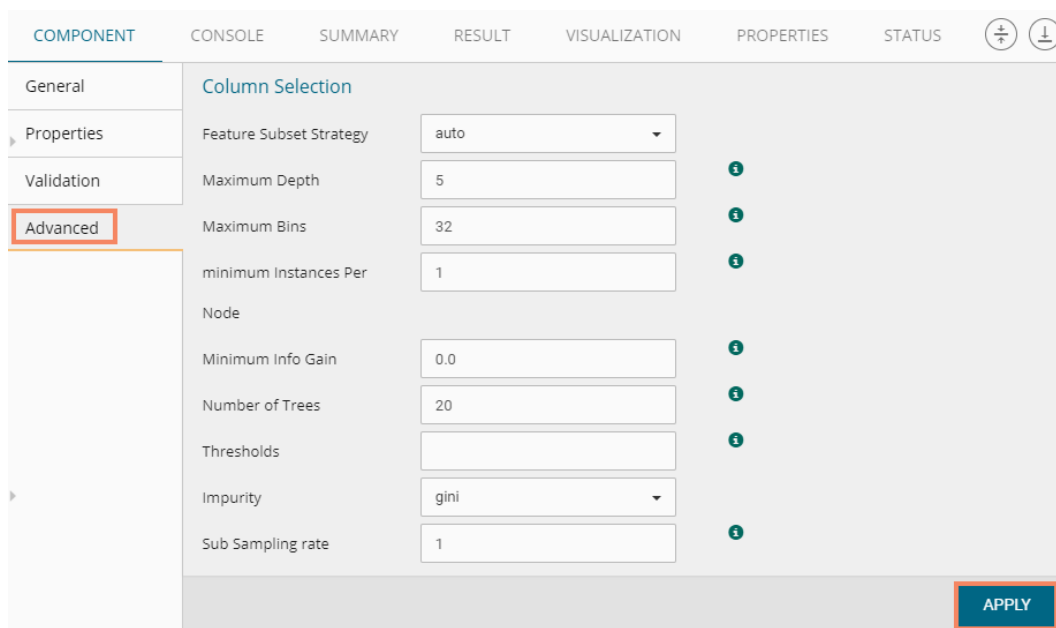 COMPONENT CONSOLE SUMMARY RESULT VISUALIZATION PROPERTIES STATUS
General
Properties
Validation
Advanced
Column Selection
Feature Subset Strategy auto
Maximum Depth 5
Maximum Bins 32
minimum Instances Per 1
Node
Minimum Info Gain 0.0
Number of Trees 20
Thresholds
Impurity gini
Sub Sampling rate 1
APPLY